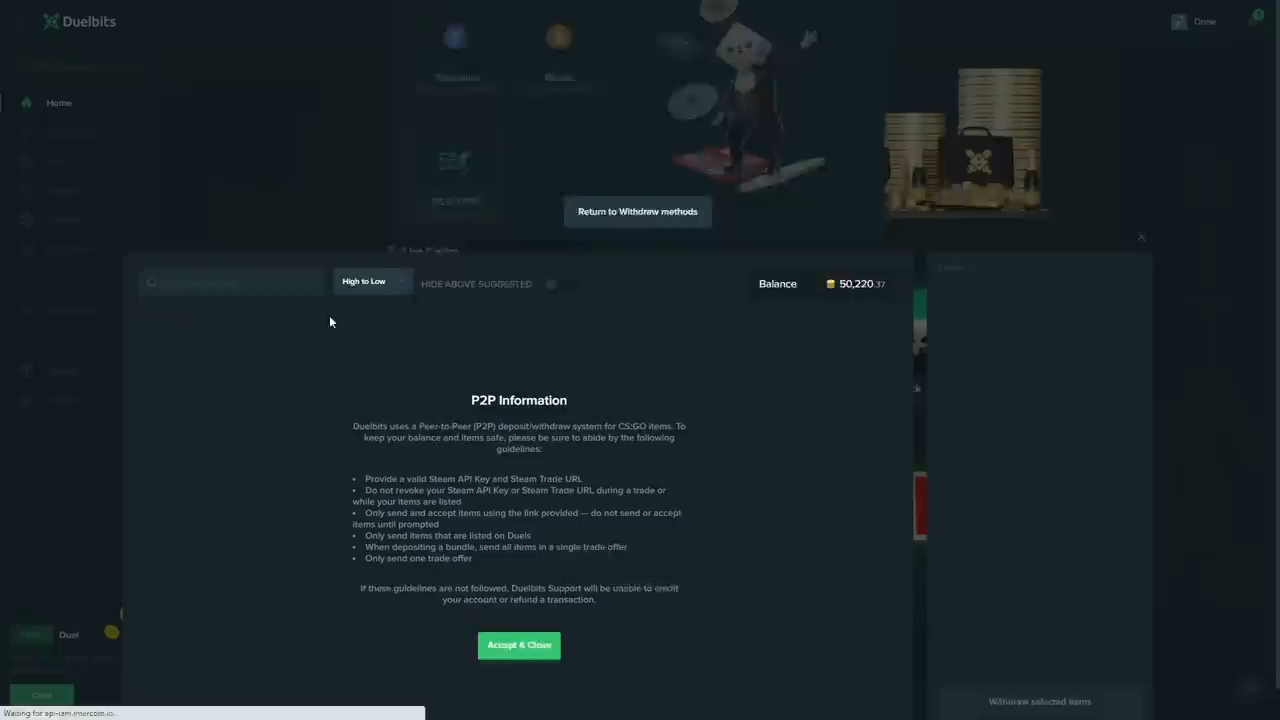 Duelbits
Drew
Home
Return to Withdraw methods
High to Low
HIDE ABOVE SUGGESTED
Balance
50,220.37
P2P Information
Duelbits uses a Peer-to-Peer (P2P) deposit/withdraw system for CS:GO items. To
keep your balance and items safe, please be sure to abide by the following
guidelines:
• Provide a valid Steam API Key and Steam Trade URL
• Do not revoke your Steam API Key or Steam Trade URL during a trade or
while your items are listed
• Only send and accept items using the link provided — do not send or accept
items until prompted
• Only send items that are listed on Duels
• When depositing a bundle, send all items in a single trade offer
• Only send one trade offer
If these guidelines are not followed, Duelbits Support will be unable to credit
your account or refund a transaction.
Accept & Close
Duel
Close
Withdraw selected items
Waiting for api-iam.intercom.io...